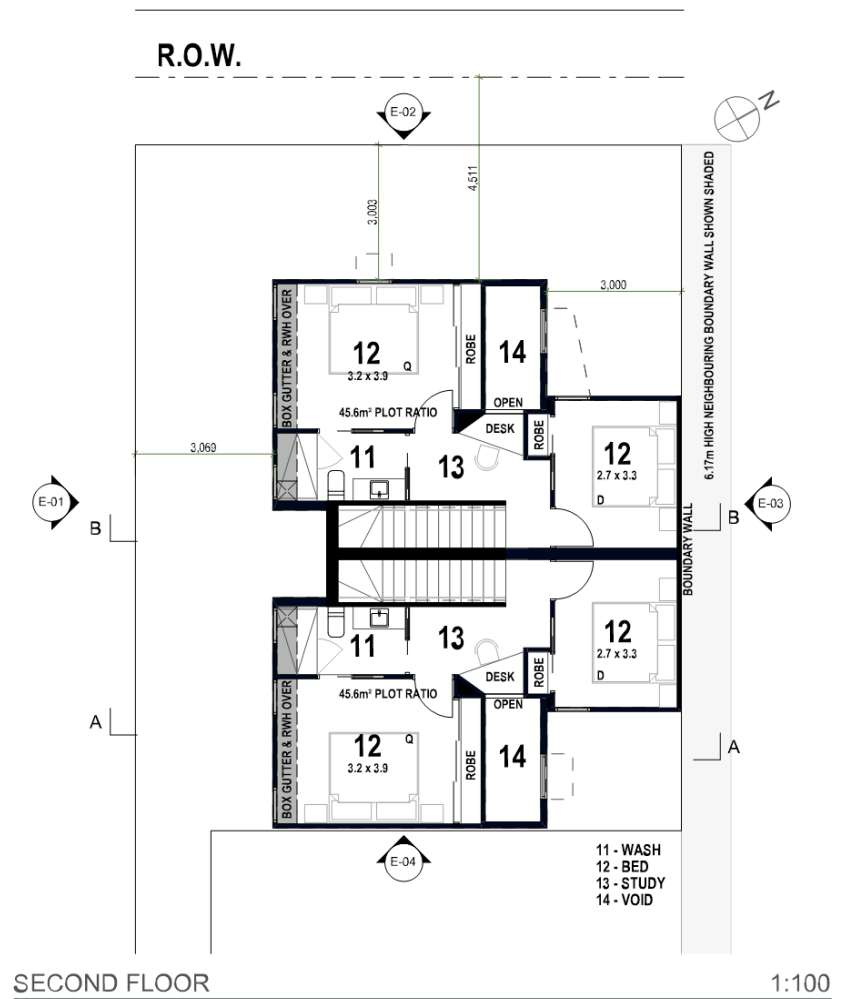 R.O.W.
E-02
N
4,511
3,003
3,000
6.17m HIGH NEIGHBOURING BOUNDARY WALL SHOWN SHADED
BOX GUTTER & RWH OVER
12
3.2 x 3.9
Q
ROBE
14
OPEN
45.6m² PLOT RATIO
DESK
ROBE
12
2.7 x 3.3
D
3,069
11
13
E-01
E-03
B
B
BOUNDARY WALL
11
13
12
2.7 x 3.3
D
DESK
ROBE
OPEN
45.6m² PLOT RATIO
BOX GUTTER & RWH OVER
12
Q
3.2 x 3.9
ROBE
14
A
A
E-04
11 - WASH
12 - BED
13 - STUDY
14 - VOID
SECOND FLOOR
1:100